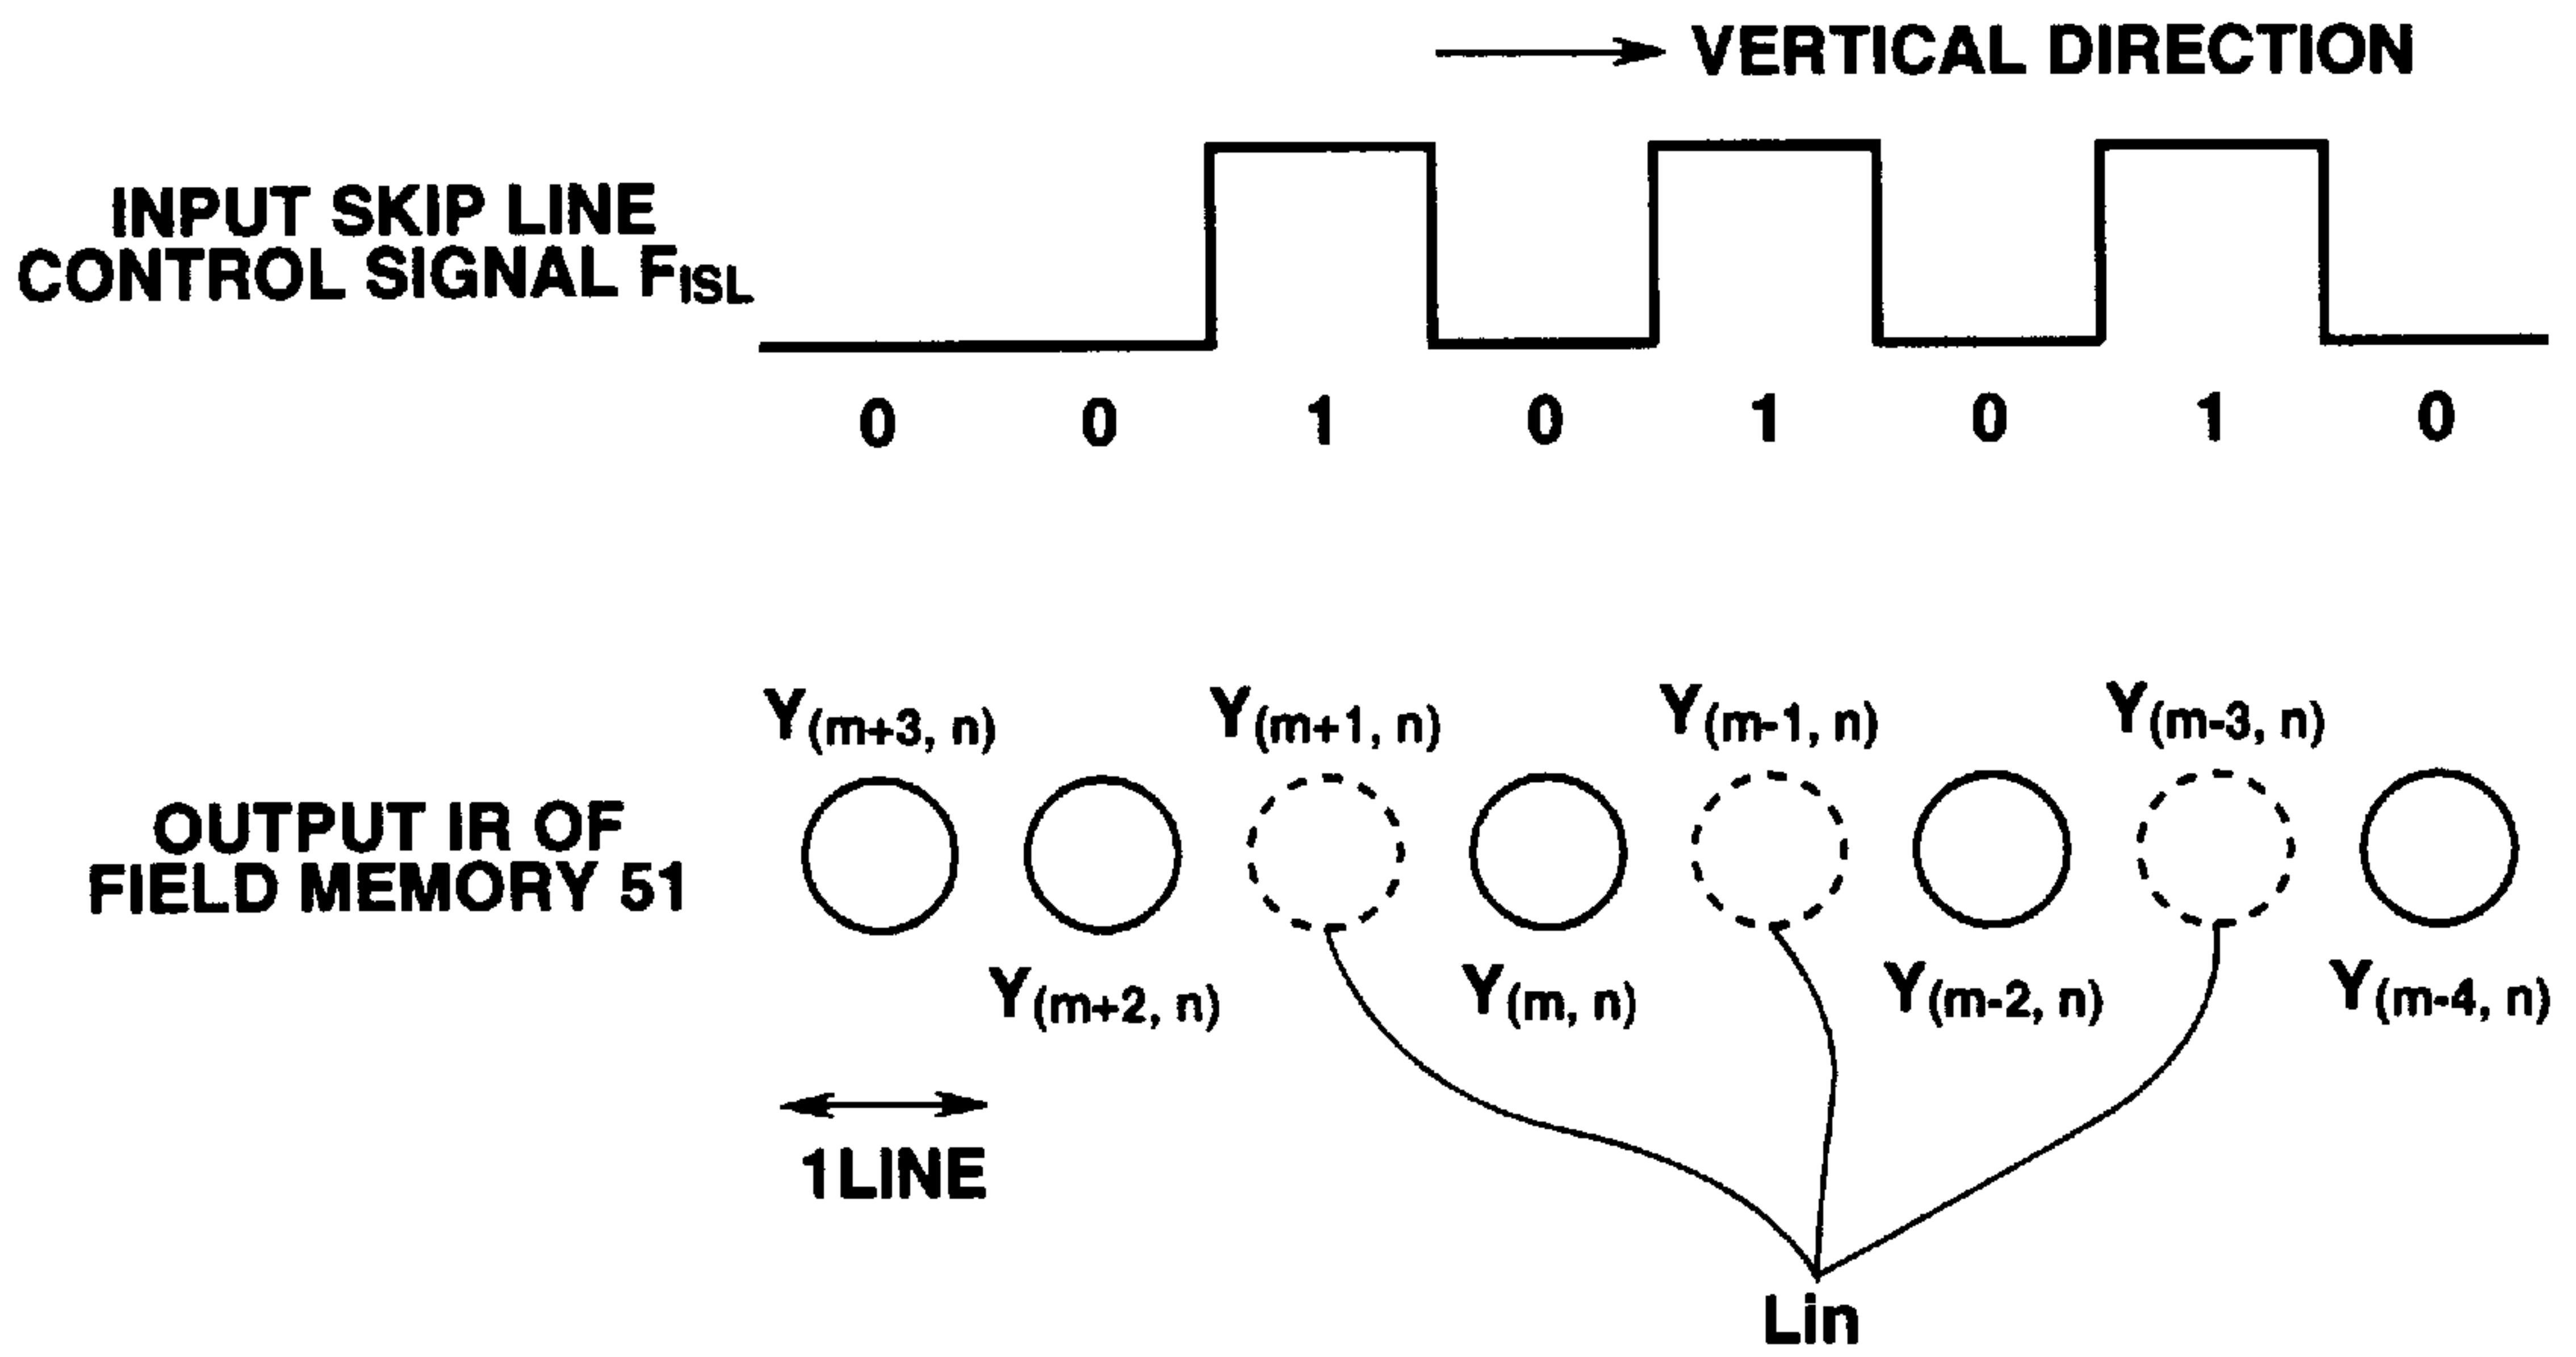 VERTICAL DIRECTION
INPUT SKIP LINE
CONTROL SIGNAL FISL
0 0 1 0 1 0 1 0
Y(m+3, n) Y(m+1, n) Y(m-1, n) Y(m-3, n)
OUTPUT IR OF
FIELD MEMORY 51
Y(m+2, n) Y(m, n) Y(m-2, n) Y(m-4, n)
1LINE
Lin